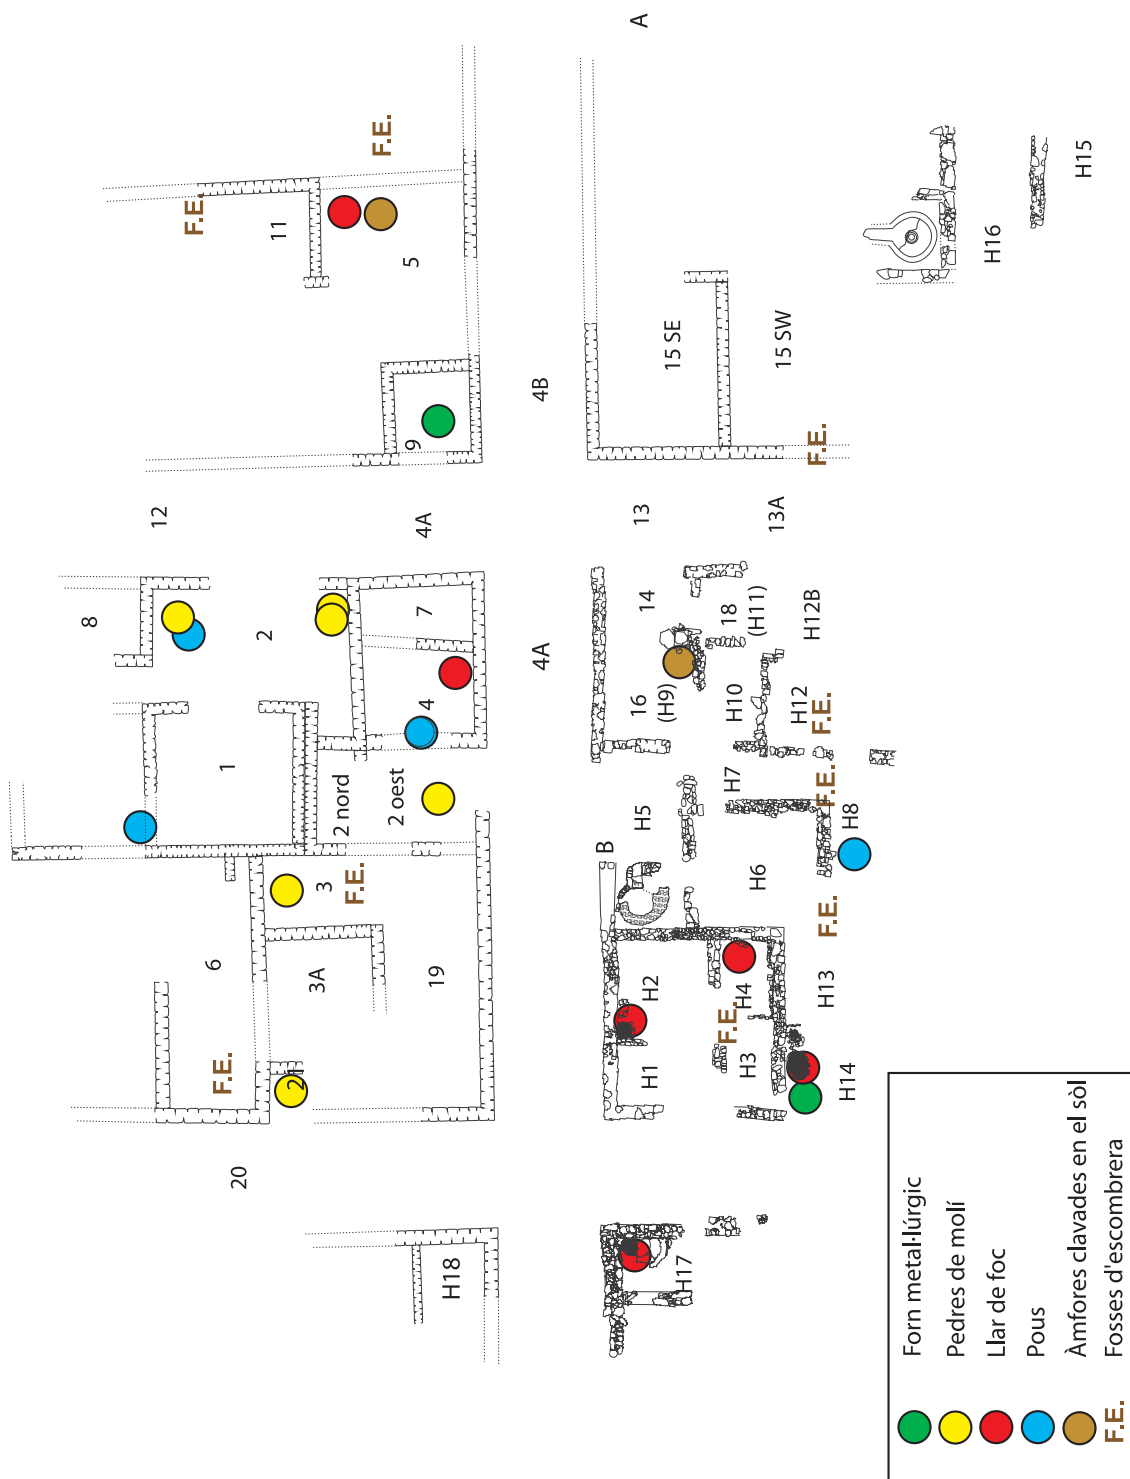 8
12
F.E.
6
F.E.
1
20
2
11
21
3A
3
2 nord
F.E.
F.E.
2 oest
5
9
4A
7
4
19
H18
4B
4A
B
A
13
H5
14
H1
H2
16
(H9)
15 SE
H17
F.E.
18
(H11)
H7
H10
H4
H3
H6
13A
15 SW
H12
H12B
F.E.
F.E.
F.E.
F.E.
H13
H14
H8
H16
H15
Forn metal·lúrgic
Pedres de molí
Llar de foc
Pous
Àmfores clavades en el sòl
F.E. Fosses d'escombrera